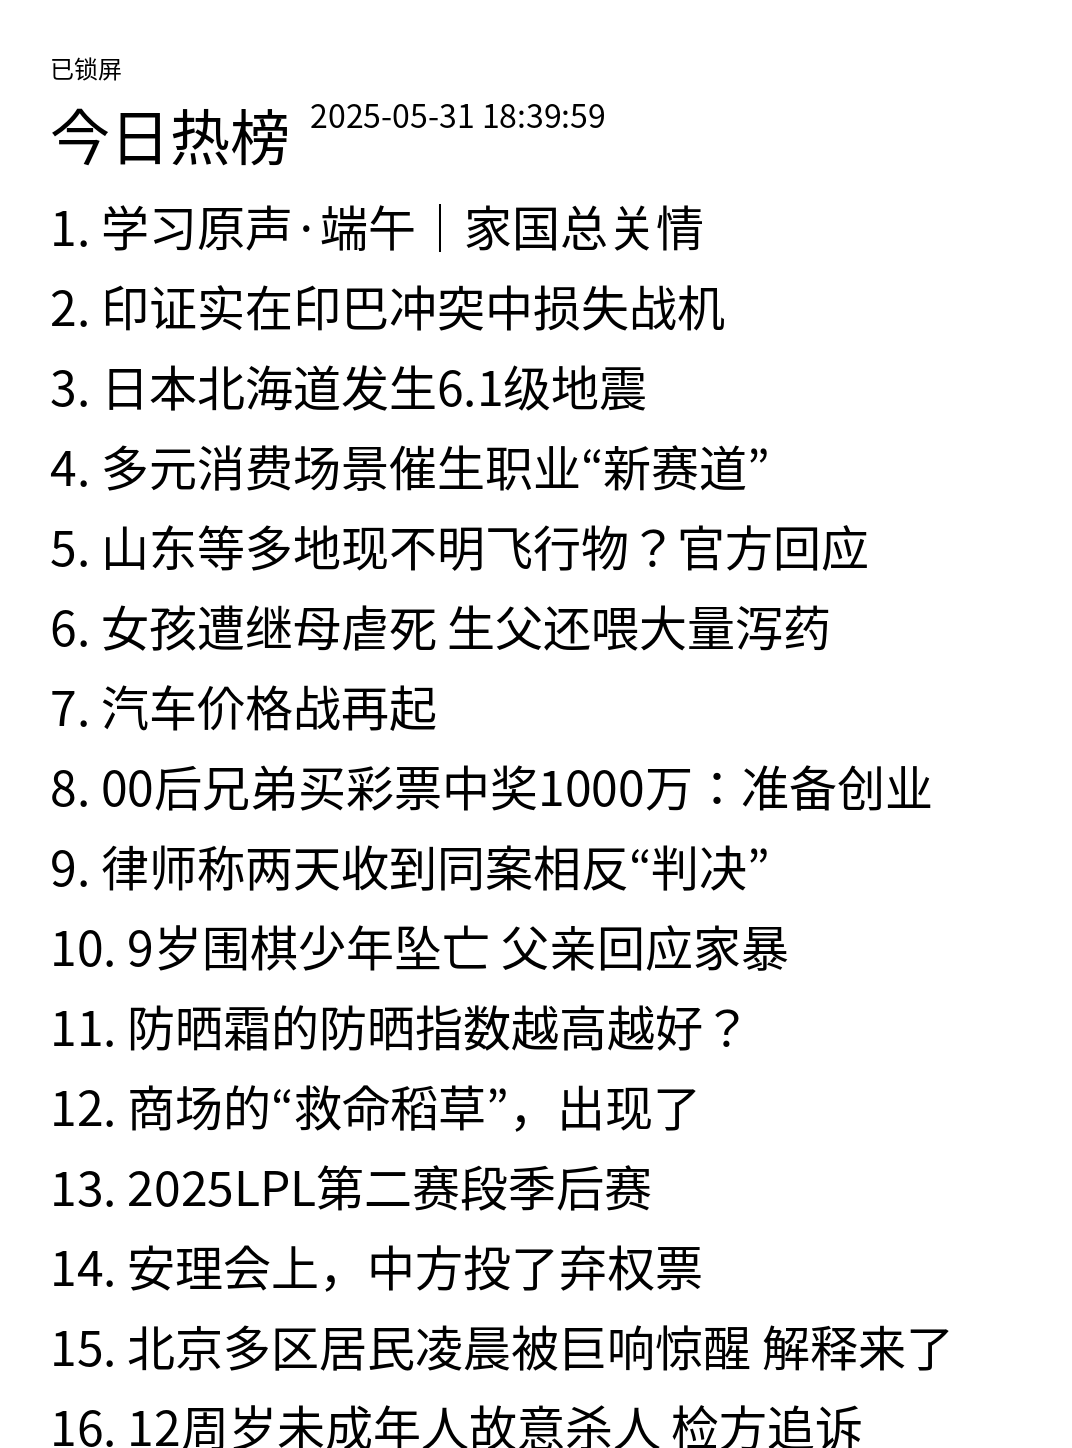 已锁屏
今日热榜 2025-05-31 18:39:59
1. 学习原声·端午｜家国总关情
2. 印证实在印巴冲突中损失战机
3. 日本北海道发生6.1级地震
4. 多元消费场景催生职业“新赛道”
5. 山东等多地现不明飞行物？官方回应
6. 女孩遭继母虐死 生父还喂大量泻药
7. 汽车价格战再起
8. 00后兄弟买彩票中奖1000万：准备创业
9. 律师称两天收到同案相反“判决”
10. 9岁围棋少年坠亡 父亲回应家暴
11. 防晒霜的防晒指数越高越好？
12. 商场的“救命稻草”，出现了
13. 2025LPL第二赛段季后赛
14. 安理会上，中方投了弃权票
15. 北京多区居民凌晨被巨响惊醒 解释来了
16. 12周岁未成年人故意杀人 检方追诉